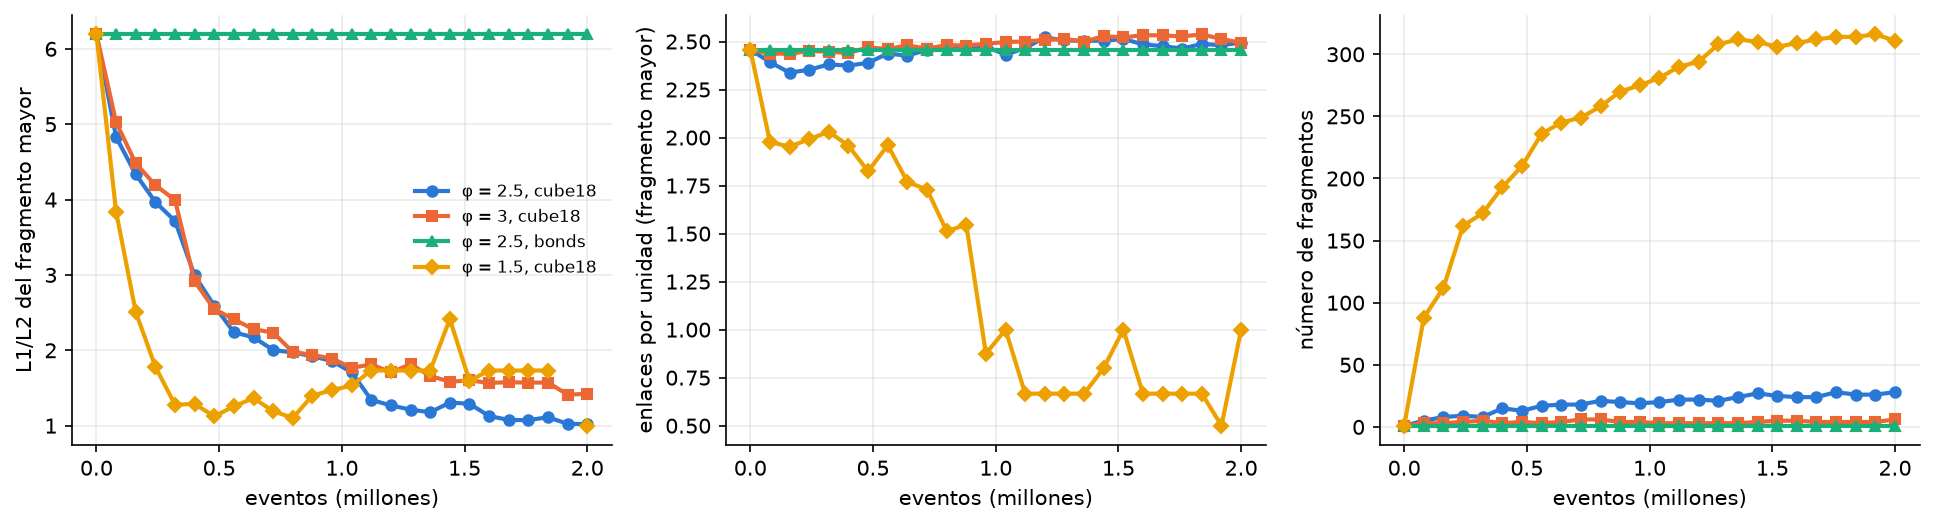 L1/L2 del fragmento mayor
6
5
4
3
2
1
0.0 0.5 1.0 1.5 2.0
eventos (millones)
φ = 2.5, cube18
φ = 3, cube18
φ = 2.5, bonds
φ = 1.5, cube18
enlaces por unidad (fragmento mayor)
2.50
2.25
2.00
1.75
1.50
1.25
1.00
0.75
0.50
0.0 0.5 1.0 1.5 2.0
eventos (millones)
número de fragmentos
300
250
200
150
100
50
0
0.0 0.5 1.0 1.5 2.0
eventos (millones)